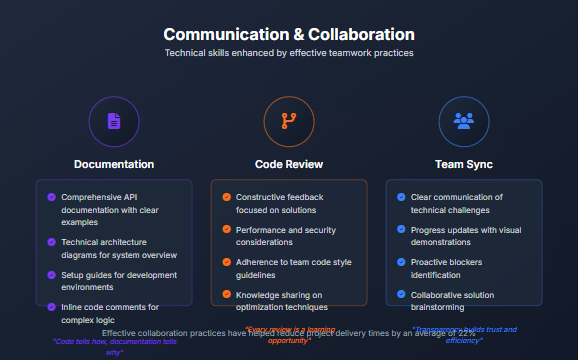 Communication & Collaboration
Technical skills enhanced by effective teamwork practices
Documentation
Comprehensive API
documentation with clear
examples
Technical architecture
diagrams for system overview
Setup guides for development
environments
Inline code comments for
complex logic
"Code tells how, documentation tells
why"
Code Review
Constructive feedback
focused on solutions
Performance and security
considerations
Adherence to team code style
guidelines
Knowledge sharing on
optimization techniques
"Every review is a learning
opportunity"
Team Sync
Clear communication of
technical challenges
Progress updates with visual
demonstrations
Proactive blockers
identification
Collaborative solution
brainstorming
"Transparency builds trust and
efficiency"
Effective collaboration practices have helped reduce project delivery times by an average of 22%